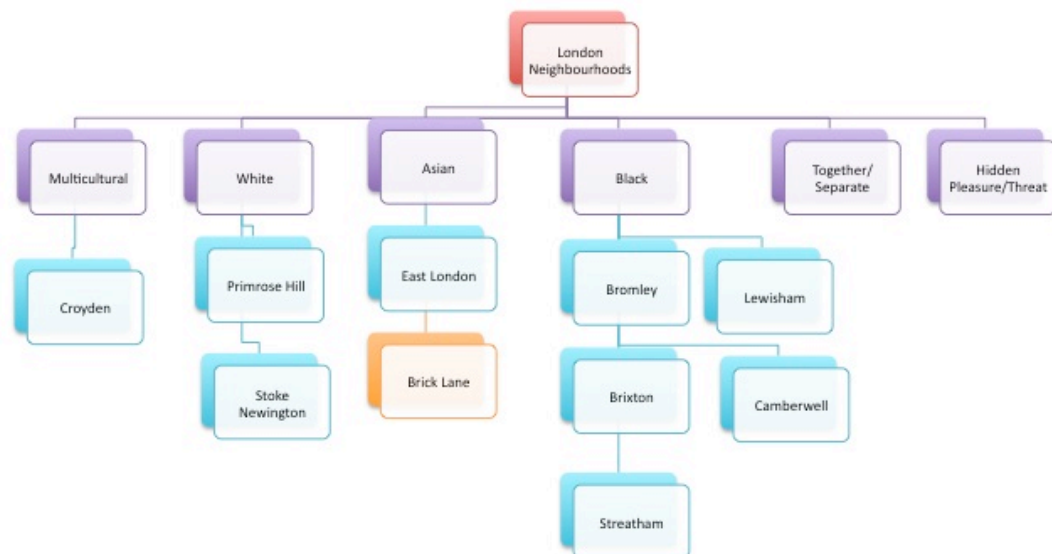 London
Neighbourhoods
Multicultural
White
Asian
Black
Together/
Separate
Hidden
Pleasure/Threat
Croyden
Primrose Hill
East London
Bromley
Lewisham
Stoke
Newington
Brick Lane
Brixton
Camberwell
Streatham